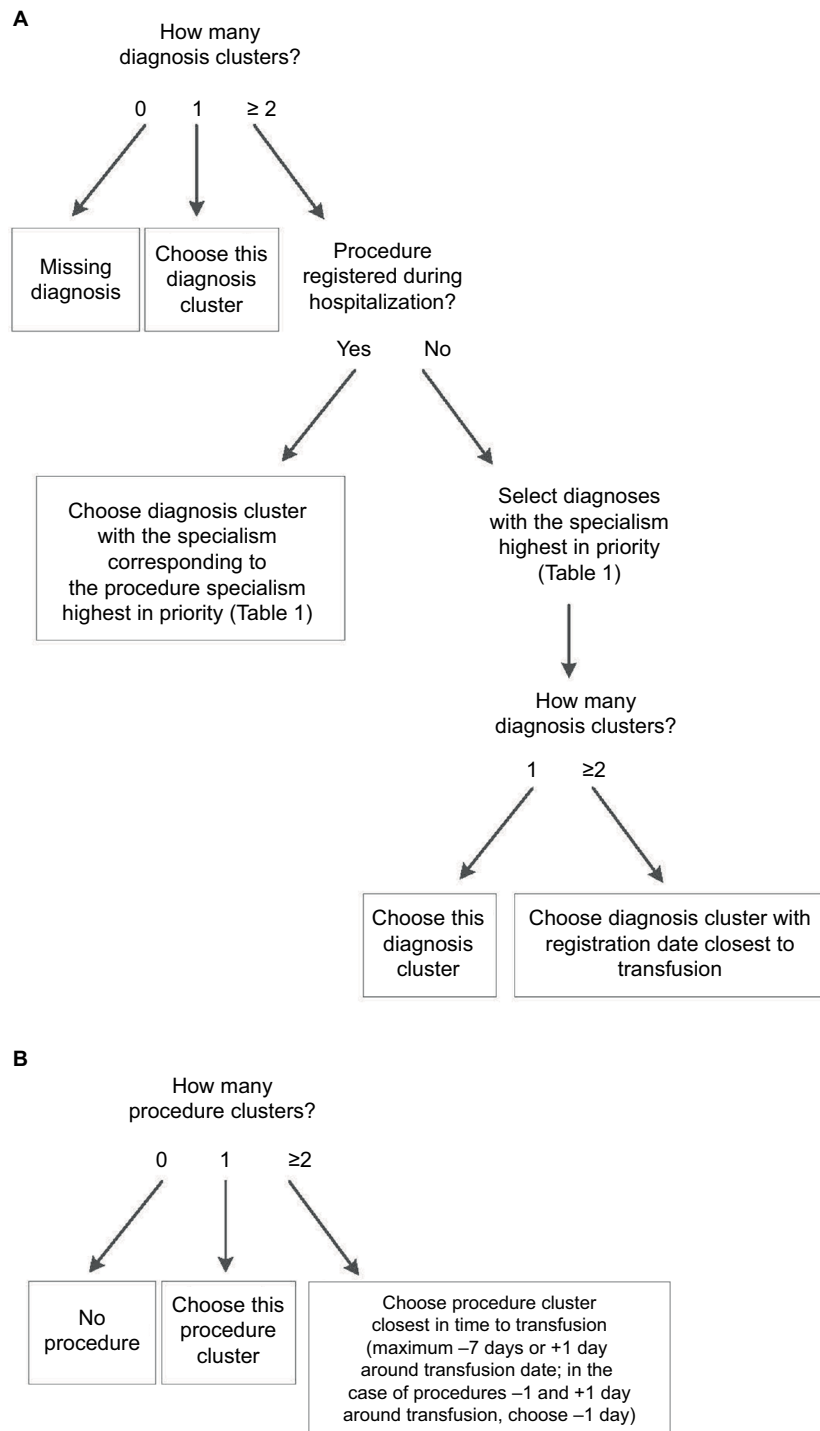 A
How many
diagnosis clusters?
0 1 ≥ 2
Missing
diagnosis
Choose this
diagnosis
cluster
Procedure
registered during
hospitalization?
Yes No
Choose diagnosis cluster
with the specialism
corresponding to
the procedure specialism
highest in priority (Table 1)
Select diagnoses
with the specialism
highest in priority
(Table 1)
How many
diagnosis clusters?
1 ≥2
Choose this
diagnosis
cluster
Choose diagnosis cluster with
registration date closest to
transfusion
B
How many
procedure clusters?
0 1 ≥2
No
procedure
Choose this
procedure
cluster
Choose procedure cluster
closest in time to transfusion
(maximum –7 days or +1 day
around transfusion date; in the
case of procedures –1 and +1 day
around transfusion, choose –1 day)